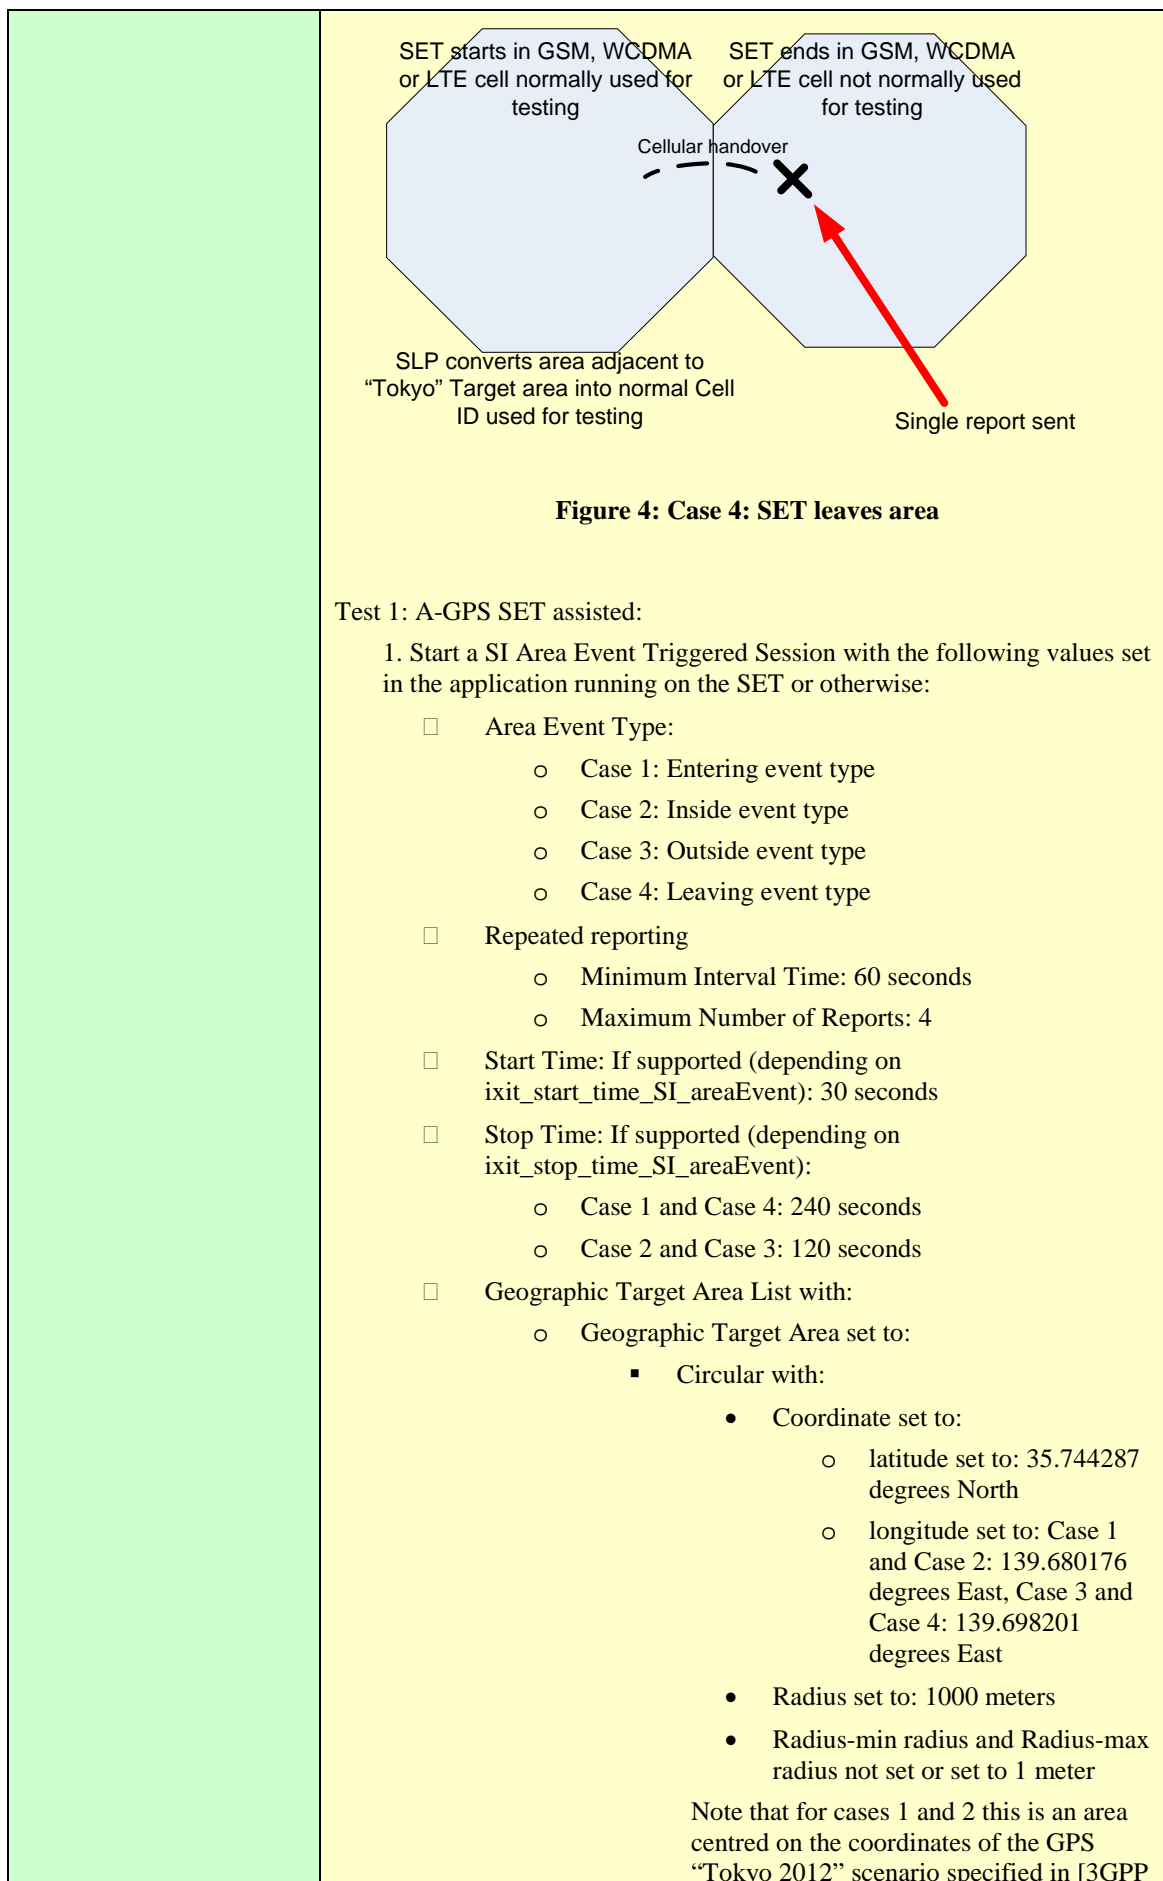 SET starts in GSM, WCDMA
or LTE cell normally used for
testing
SET ends in GSM, WCDMA
or LTE cell not normally used
for testing
Cellular handover
SLP converts area adjacent to
“Tokyo” Target area into normal Cell
ID used for testing
Single report sent
Figure 4: Case 4: SET leaves area
Test 1: A-GPS SET assisted:
1. Start a SI Area Event Triggered Session with the following values set
in the application running on the SET or otherwise:
□ Area Event Type:
o Case 1: Entering event type
o Case 2: Inside event type
o Case 3: Outside event type
o Case 4: Leaving event type
□ Repeated reporting
o Minimum Interval Time: 60 seconds
o Maximum Number of Reports: 4
□ Start Time: If supported (depending on
ixit_start_time_SI_areaEvent): 30 seconds
□ Stop Time: If supported (depending on
ixit_stop_time_SI_areaEvent):
o Case 1 and Case 4: 240 seconds
o Case 2 and Case 3: 120 seconds
□ Geographic Target Area List with:
o Geographic Target Area set to:
▪ Circular with:
• Coordinate set to:
o latitude set to: 35.744287
degrees North
o longitude set to: Case 1
and Case 2: 139.680176
degrees East, Case 3 and
Case 4: 139.698201
degrees East
• Radius set to: 1000 meters
• Radius-min radius and Radius-max
radius not set or set to 1 meter
Note that for cases 1 and 2 this is an area
centred on the coordinates of the GPS
“Tokyo 2012” scenario specified in [3GPP